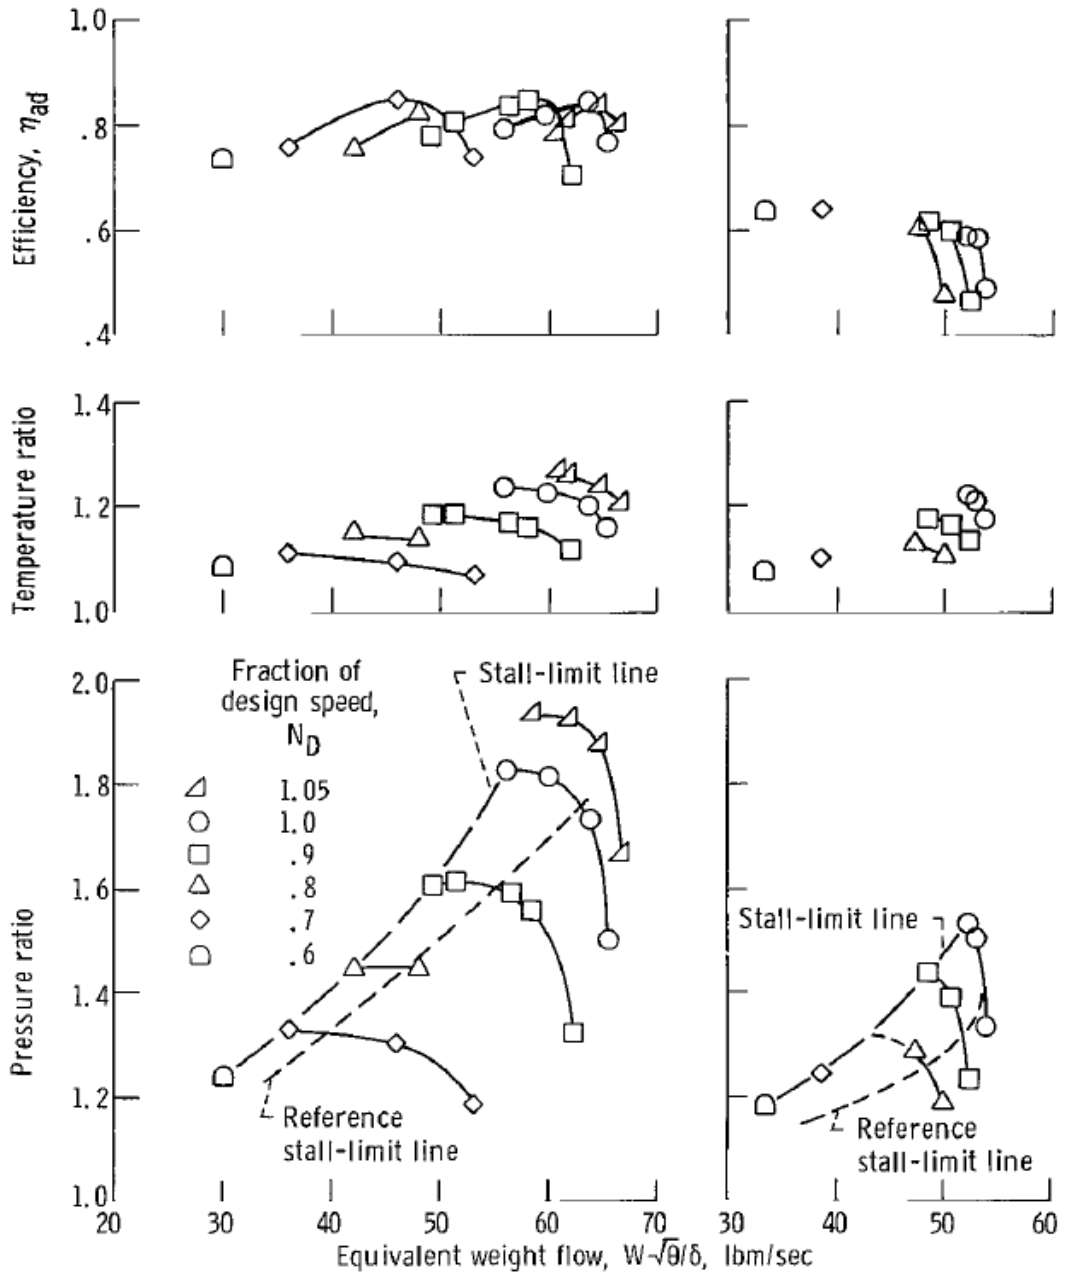 1.0
Efficiency, η_ad
.8
.6
.4
1.4
Temperature ratio
1.2
1.0
Fraction of
design speed,
N_D
1.05
1.0
.9
.8
.7
.6
Stall-limit line
2.0
1.8
1.6
Pressure ratio
1.4
1.2
1.0
Reference
stall-limit line
Stall-limit line
Reference
stall-limit line
20 30 40 50 60 70 30 40 50 60
Equivalent weight flow, W√θ/δ, lbm/sec